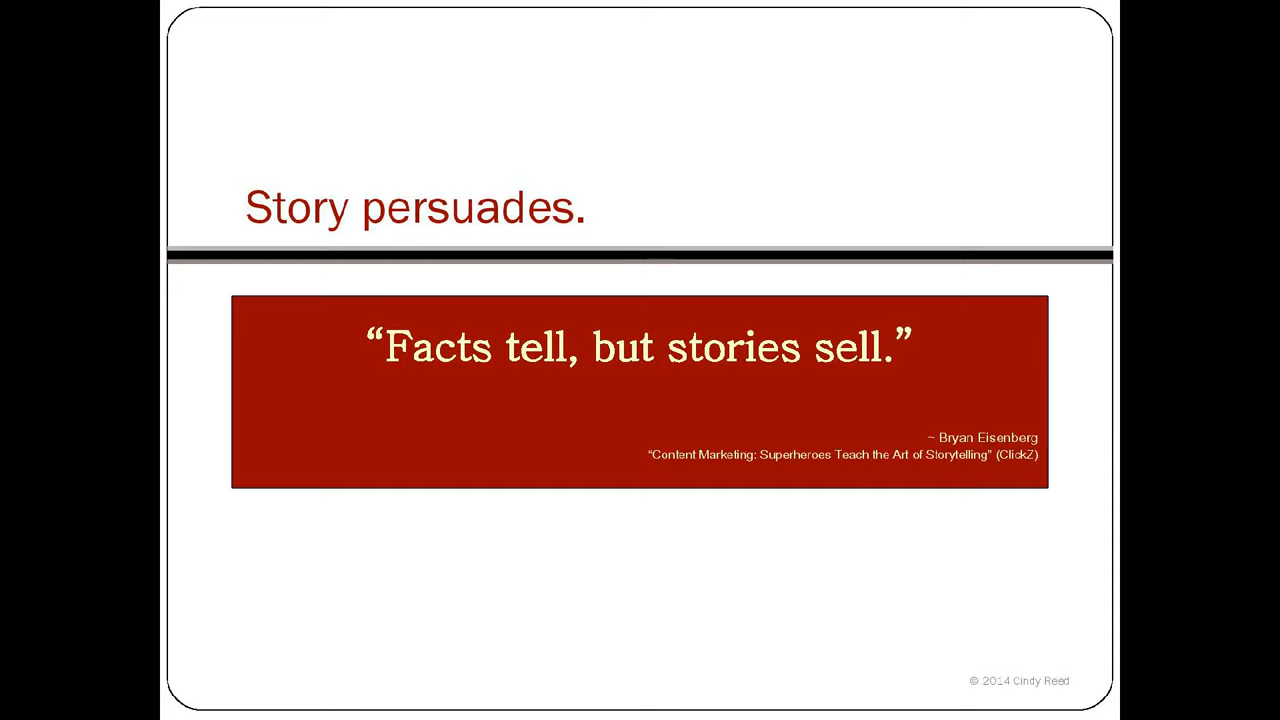 Story persuades.
“Facts tell, but stories sell.”
~ Bryan Eisenberg
“Content Marketing: Superheroes Teach the Art of Storytelling” (ClickZ)
© 2014 Cindy Reed